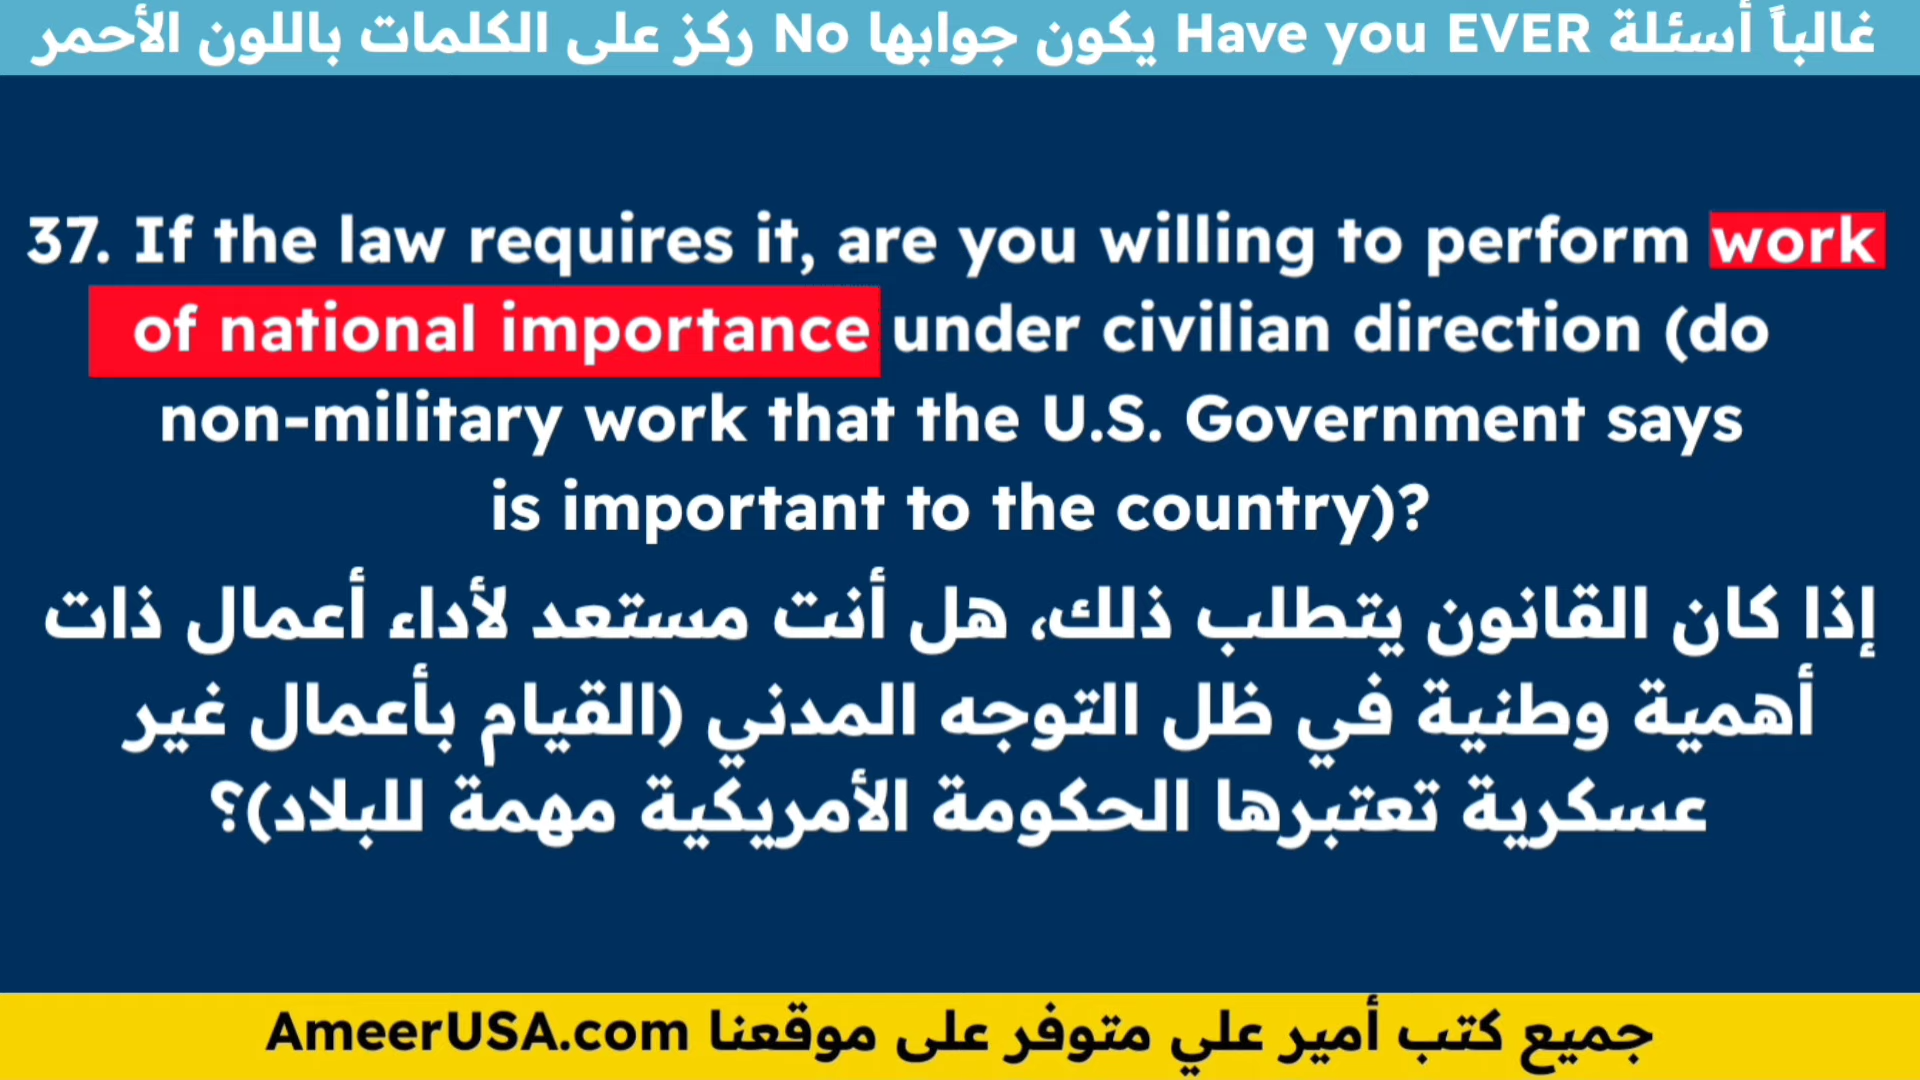 غالباً أسئلة Have you EVER يكون جوابها No ركز على الكلمات باللون الأحمر
37. If the law requires it, are you willing to perform work
of national importance under civilian direction (do
non-military work that the U.S. Government says
is important to the country)?
إذا كان القانون يتطلب ذلك، هل أنت مستعد لأداء أعمال ذات
أهمية وطنية في ظل التوجه المدني (القيام بأعمال غير
عسكرية تعتبرها الحكومة الأمريكية مهمة للبلاد)؟
جميع كتب أمير علي متوفر على موقعنا AmeerUSA.com